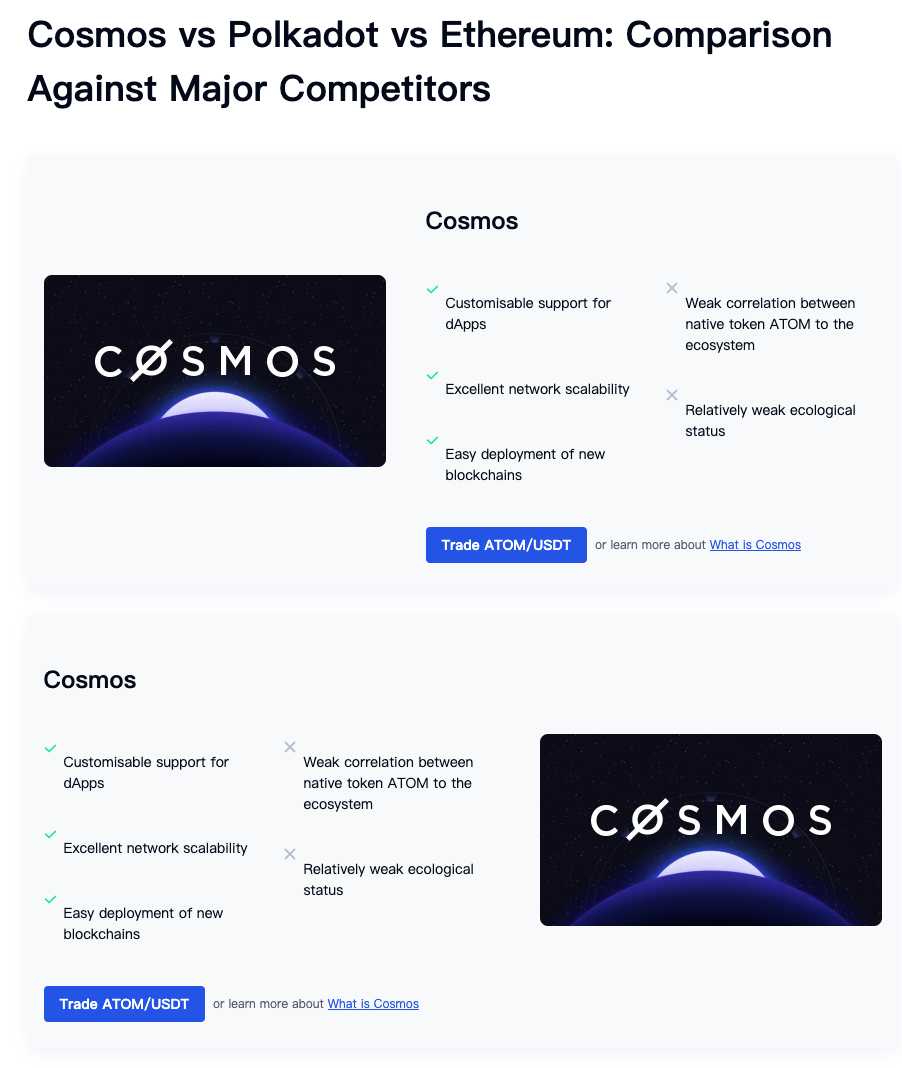 Cosmos vs Polkadot vs Ethereum: Comparison
Against Major Competitors
Cosmos
COSMOS
Customisable support for
dApps
Excellent network scalability
Easy deployment of new
blockchains
Weak correlation between
native token ATOM to the
ecosystem
Relatively weak ecological
status
Trade ATOM/USDT or learn more about What is Cosmos
Cosmos
Customisable support for
dApps
Excellent network scalability
Easy deployment of new
blockchains
Weak correlation between
native token ATOM to the
ecosystem
Relatively weak ecological
status
COSMOS
Trade ATOM/USDT or learn more about What is Cosmos